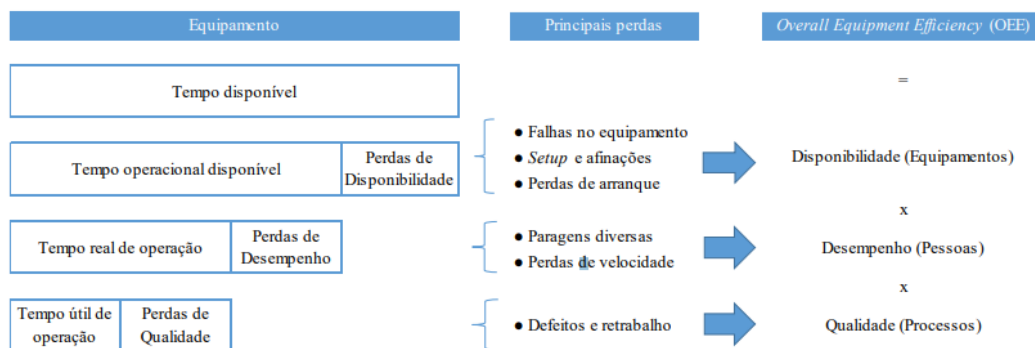 Equipamento
Principais perdas
Overall Equipment Efficiency (OEE)
Tempo disponível
=
Tempo operacional disponível
Perdas de
Disponibilidade
● Falhas no equipamento
● Setup e afinações
● Perdas de arranque
Disponibilidade (Equipamentos)
x
Tempo real de operação
Perdas de
Desempenho
● Paragens diversas
● Perdas de velocidade
Desempenho (Pessoas)
x
Tempo útil de
operação
Perdas de
Qualidade
● Defeitos e retrabalho
Qualidade (Processos)